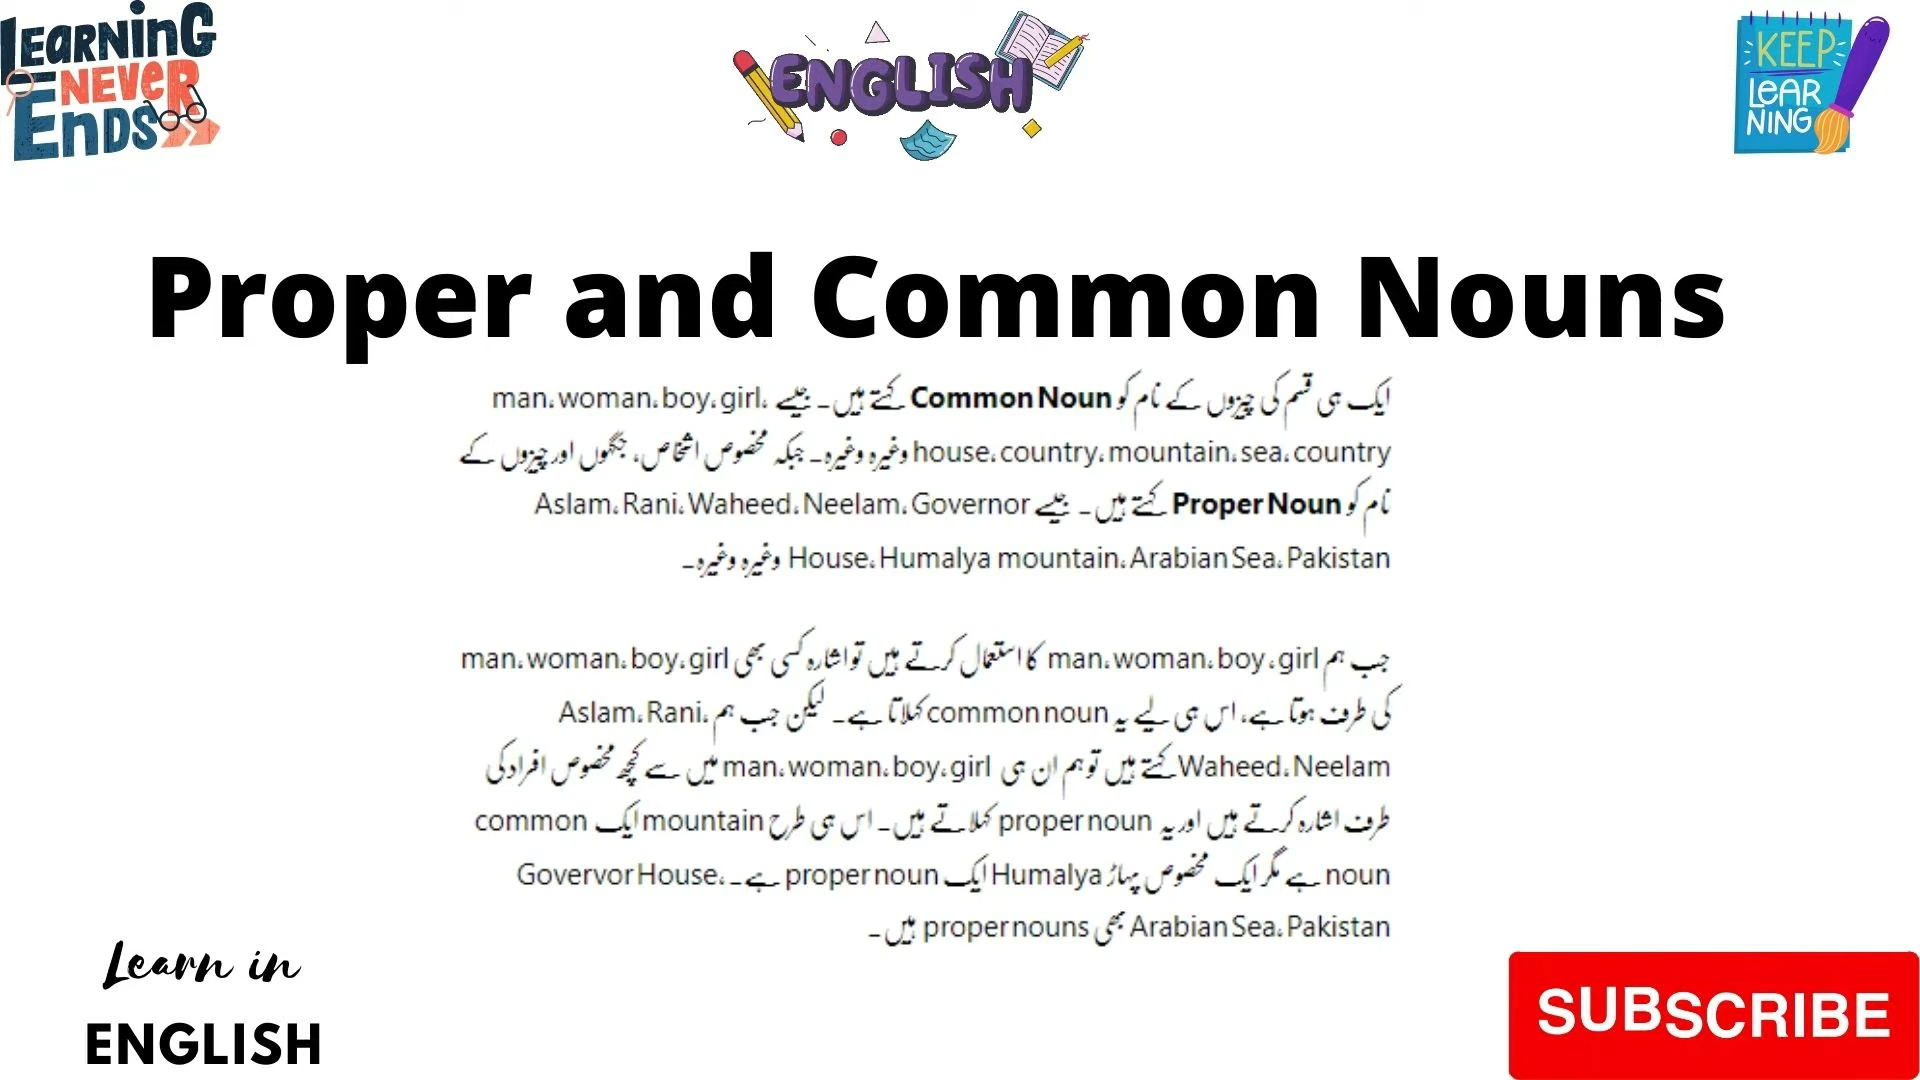 LEARNING
NEVER
ENDS
ENGLISH
KEEP
LEAR
NING
Proper and Common Nouns
ایک ہی قسم کی چیزوں کے نام کو Common Noun کہتے ہیں۔ جیسے man، woman، boy، girl،
house، country، mountain، sea، country وغیرہ وغیرہ۔ جبکہ مخصوص اشخاص، جگہوں اور چیزوں کے
نام کو Proper Noun کہتے ہیں۔ جیسے Aslam، Rani، Waheed، Neelam، Governor
House، Humalya mountain، Arabian Sea، Pakistan وغیرہ وغیرہ۔
جب ہم man، woman، boy، girl کا استعمال کرتے ہیں تو اشارہ کسی بھی man، woman، boy، girl
کی طرف ہوتا ہے، اس ہی لیے یہ common noun کہلاتا ہے۔ لیکن جب ہم Aslam، Rani،
Waheed، Neelam کہتے ہیں تو ہم ان ہی man، woman، boy، girl میں سے کچھ مخصوص افراد کی
طرف اشارہ کرتے ہیں اور یہ proper noun کہلاتے ہیں۔ اس ہی طرح mountain ایک common
noun ہے مگر ایک مخصوص پہاڑ Humalya ایک proper noun ہے۔ Govervor House،
Arabian Sea، Pakistan بھی proper nouns ہیں۔
Learn in
ENGLISH
SUBSCRIBE